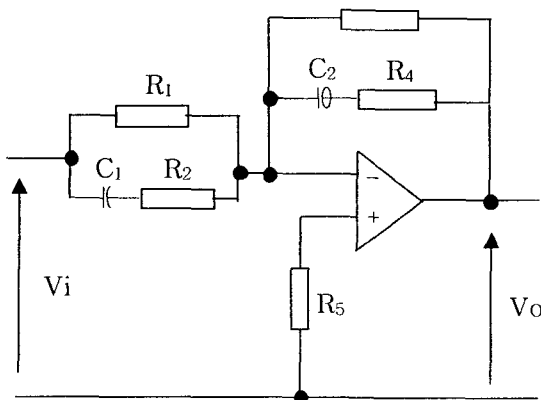 C₂
R₄
R₁
C₁
R₂
−
+
Vi
R₅
Vo